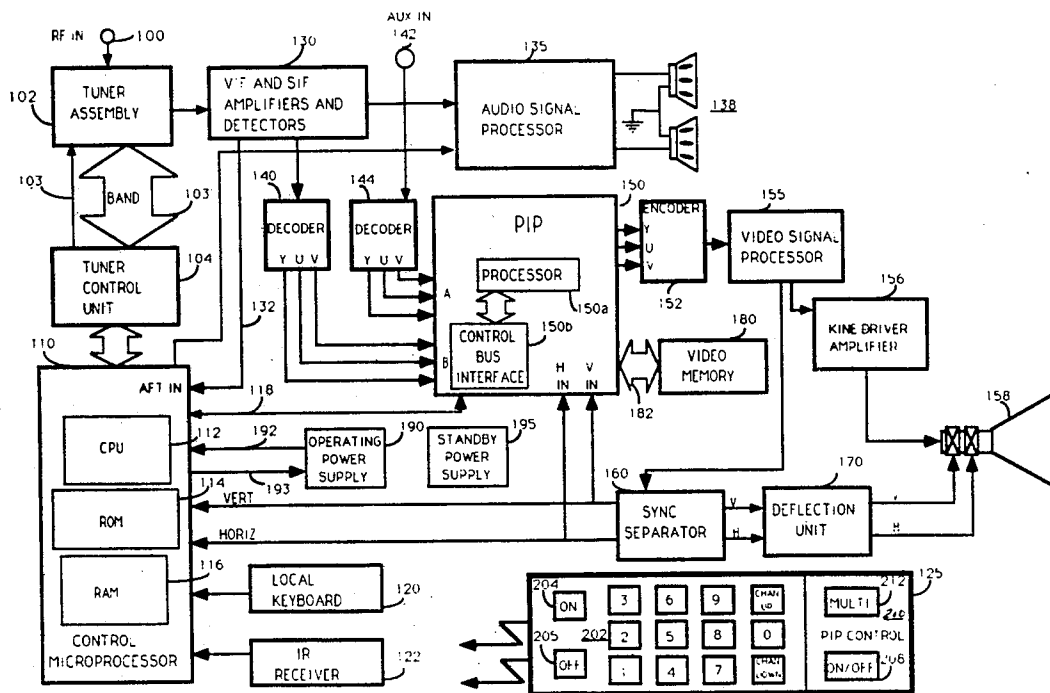 RF IN
100
AUX IN
142
130
135
102
TUNER
ASSEMBLY
VIF AND SIF
AMPLIFIERS AND
DETECTORS
AUDIO SIGNAL
PROCESSOR
138
103
BAND
103'
140
DECODER
Y U V
144
DECODER
Y U V
150
PIP
PROCESSOR
150a
A
B
CONTROL
BUS
INTERFACE
150b
H
IN
V
IN
ENCODER
Y
U
V
152
155
VIDEO SIGNAL
PROCESSOR
156
KINE DRIVER
AMPLIFIER
104
TUNER
CONTROL
UNIT
132
180
VIDEO
MEMORY
182
158
110
AFT IN
118
CPU
112
192
190
OPERATING
POWER
SUPPLY
193
195
STANDBY
POWER
SUPPLY
114
ROM
VERT
HORIZ
160
SYNC
SEPARATOR
V
H
170
DEFLECTION
UNIT
H
116
RAM
LOCAL
KEYBOARD
120
CONTROL
MICROPROCESSOR
IR
RECEIVER
122
125
204
ON
3
6
9
CHAN
UP
MULTI
212
210
205
202
2
5
8
0
PIP CONTROL
OFF
1
4
7
CHAN
DOWN
ON/OFF
208